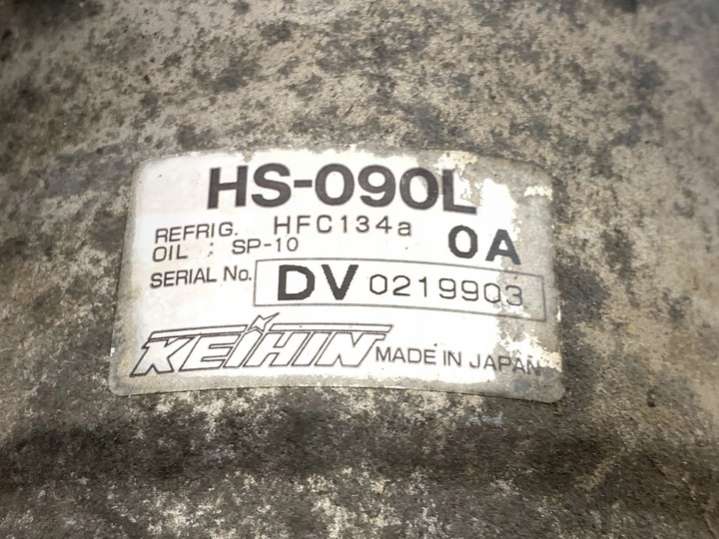 HS-090L
REFRIG. HFC134a
OIL : SP-10 0A
SERIAL No. DV 0219903
KEIHIN MADE IN JAPAN